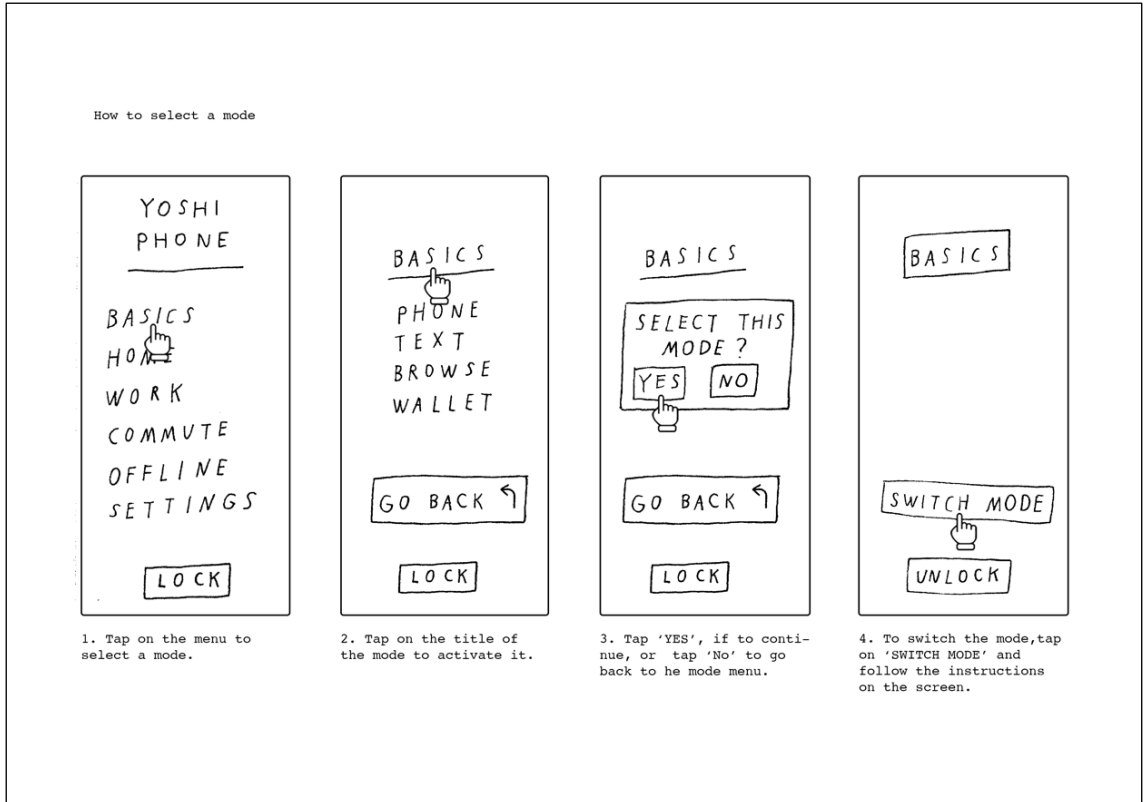 How to select a mode
YOSHI
PHONE
BASICS
HOME
WORK
COMMUTE
OFFLINE
SETTINGS
LOCK
1. Tap on the menu to
select a mode.
BASICS
PHONE
TEXT
BROWSE
WALLET
GO BACK
LOCK
2. Tap on the title of
the mode to activate it.
BASICS
SELECT THIS
MODE?
YES NO
GO BACK
LOCK
3. Tap ‘YES’, if to conti-
nue, or  tap ‘No’ to go
back to he mode menu.
BASICS
SWITCH MODE
UNLOCK
4. To switch the mode,tap
on ‘SWITCH MODE’ and
follow the instructions
on the screen.